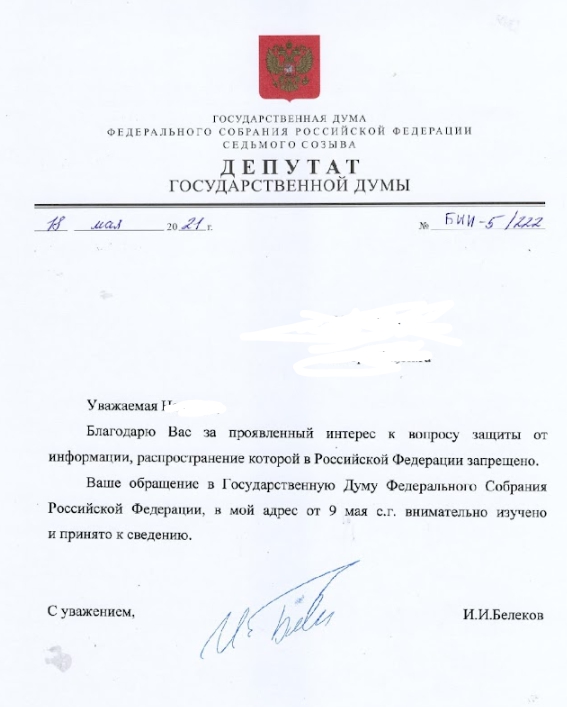 ГОСУДАРСТВЕННАЯ ДУМА
ФЕДЕРАЛЬНОГО СОБРАНИЯ РОССИЙСКОЙ ФЕДЕРАЦИИ
СЕДЬМОГО СОЗЫВА
ДЕПУТАТ
ГОСУДАРСТВЕННОЙ ДУМЫ
18 мая 2021 г. № БИИ-5/222
Уважаемая Н
Благодарю Вас за проявленный интерес к вопросу защиты от
информации, распространение которой в Российской Федерации запрещено.
Ваше обращение в Государственную Думу Федерального Собрания
Российской Федерации, в мой адрес от 9 мая с.г. внимательно изучено
и принято к сведению.
С уважением, И.И.Белеков